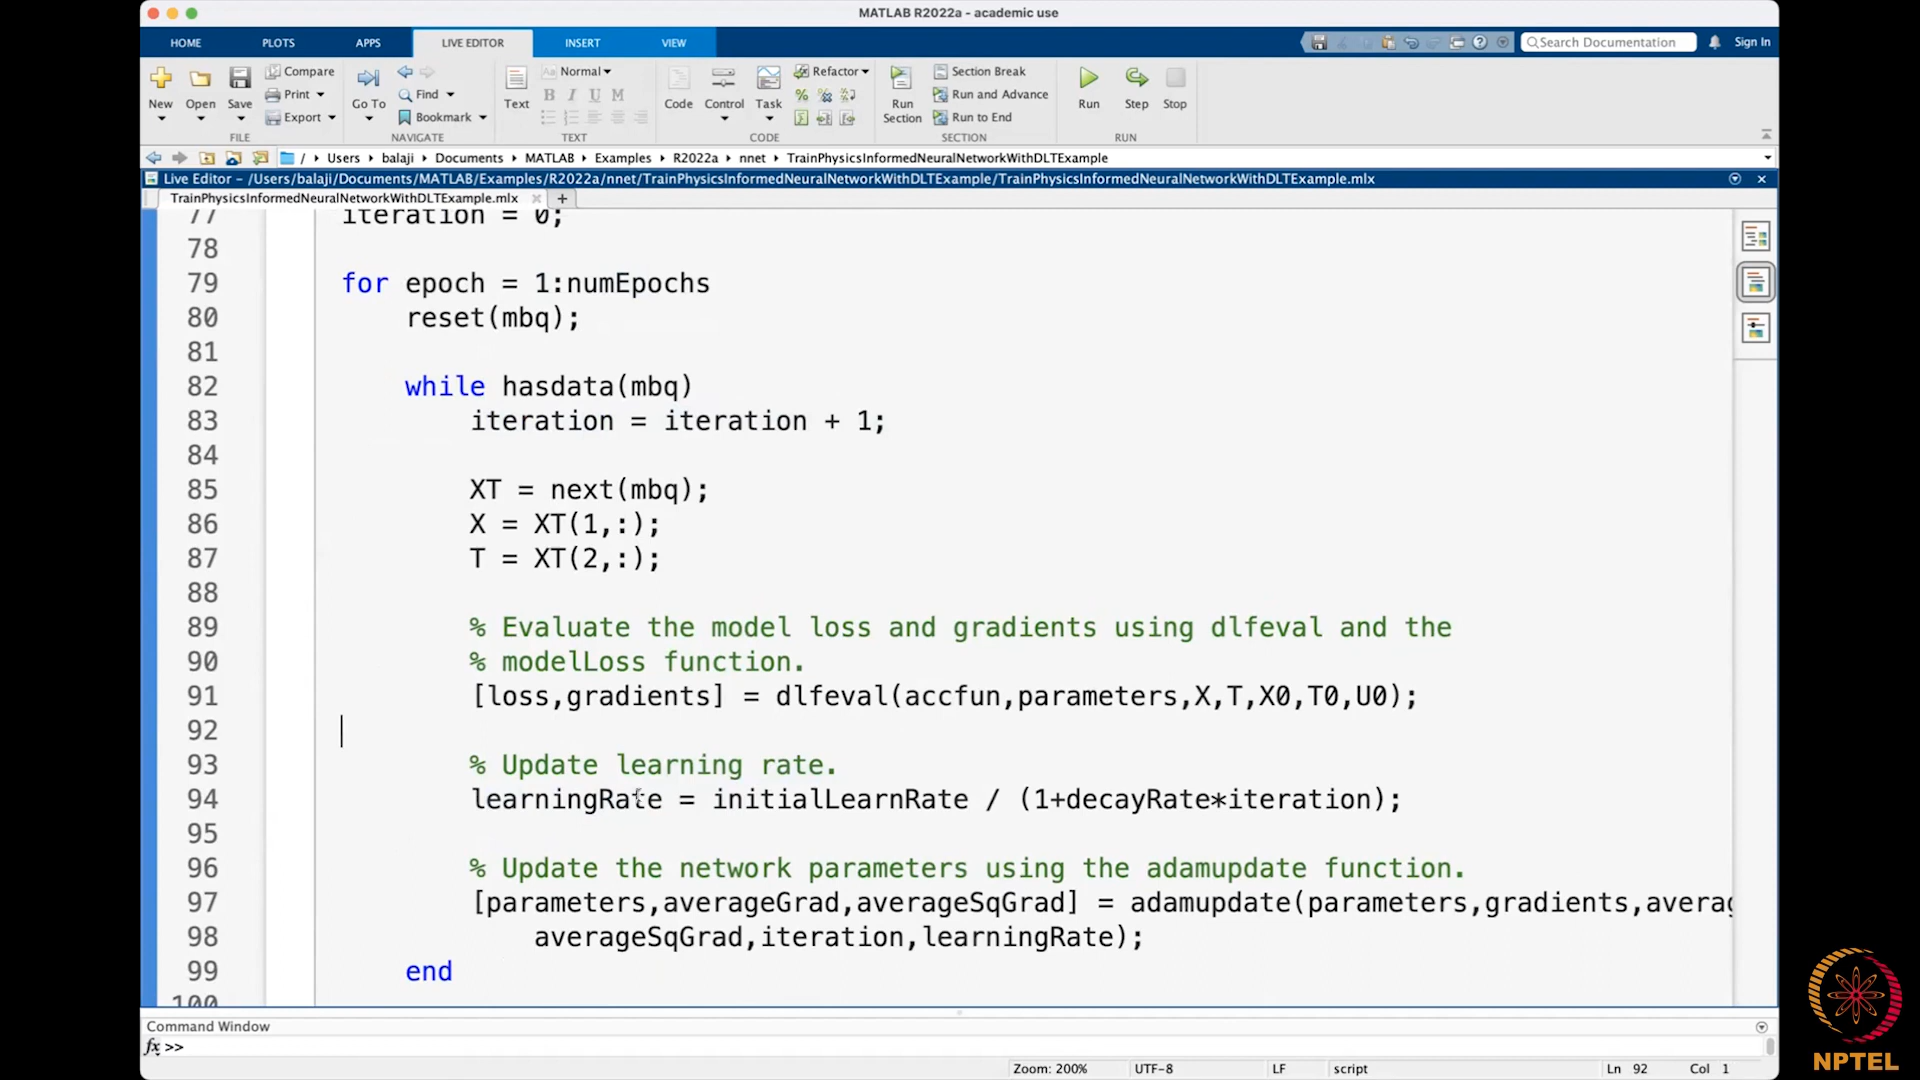 MATLAB R2022a - academic use
HOME PLOTS APPS LIVE EDITOR INSERT VIEW Search Documentation Sign In
New Open Save Compare Print Export
FILE
Go To Find Bookmark
NAVIGATE
Text Aa Normal B I U M
TEXT
Code Control Task Refactor
CODE
Run Section Section Break Run and Advance Run to End
SECTION
Run Step Stop
RUN
/ Users balaji Documents MATLAB Examples R2022a nnet TrainPhysicsInformedNeuralNetworkWithDLTExample
Live Editor - /Users/balaji/Documents/MATLAB/Examples/R2022a/nnet/TrainPhysicsInformedNeuralNetworkWithDLTExample/TrainPhysicsInformedNeuralNetworkWithDLTExample.mlx
TrainPhysicsInformedNeuralNetworkWithDLTExample.mlx
77 iteration = 0;
78
79 for epoch = 1:numEpochs
80 reset(mbq);
81
82 while hasdata(mbq)
83 iteration = iteration + 1;
84
85 XT = next(mbq);
86 X = XT(1,:);
87 T = XT(2,:);
88
89 % Evaluate the model loss and gradients using dlfeval and the
90 % modelLoss function.
91 [loss,gradients] = dlfeval(accfun,parameters,X,T,X0,T0,U0);
92
93 % Update learning rate.
94 learningRate = initialLearnRate / (1+decayRate*iteration);
95
96 % Update the network parameters using the adamupdate function.
97 [parameters,averageGrad,averageSqGrad] = adamupdate(parameters,gradients,averag
98 averageSqGrad,iteration,learningRate);
99 end
100
Command Window
fx >>
Zoom: 200% UTF-8 LF script Ln 92 Col 1
NPTEL